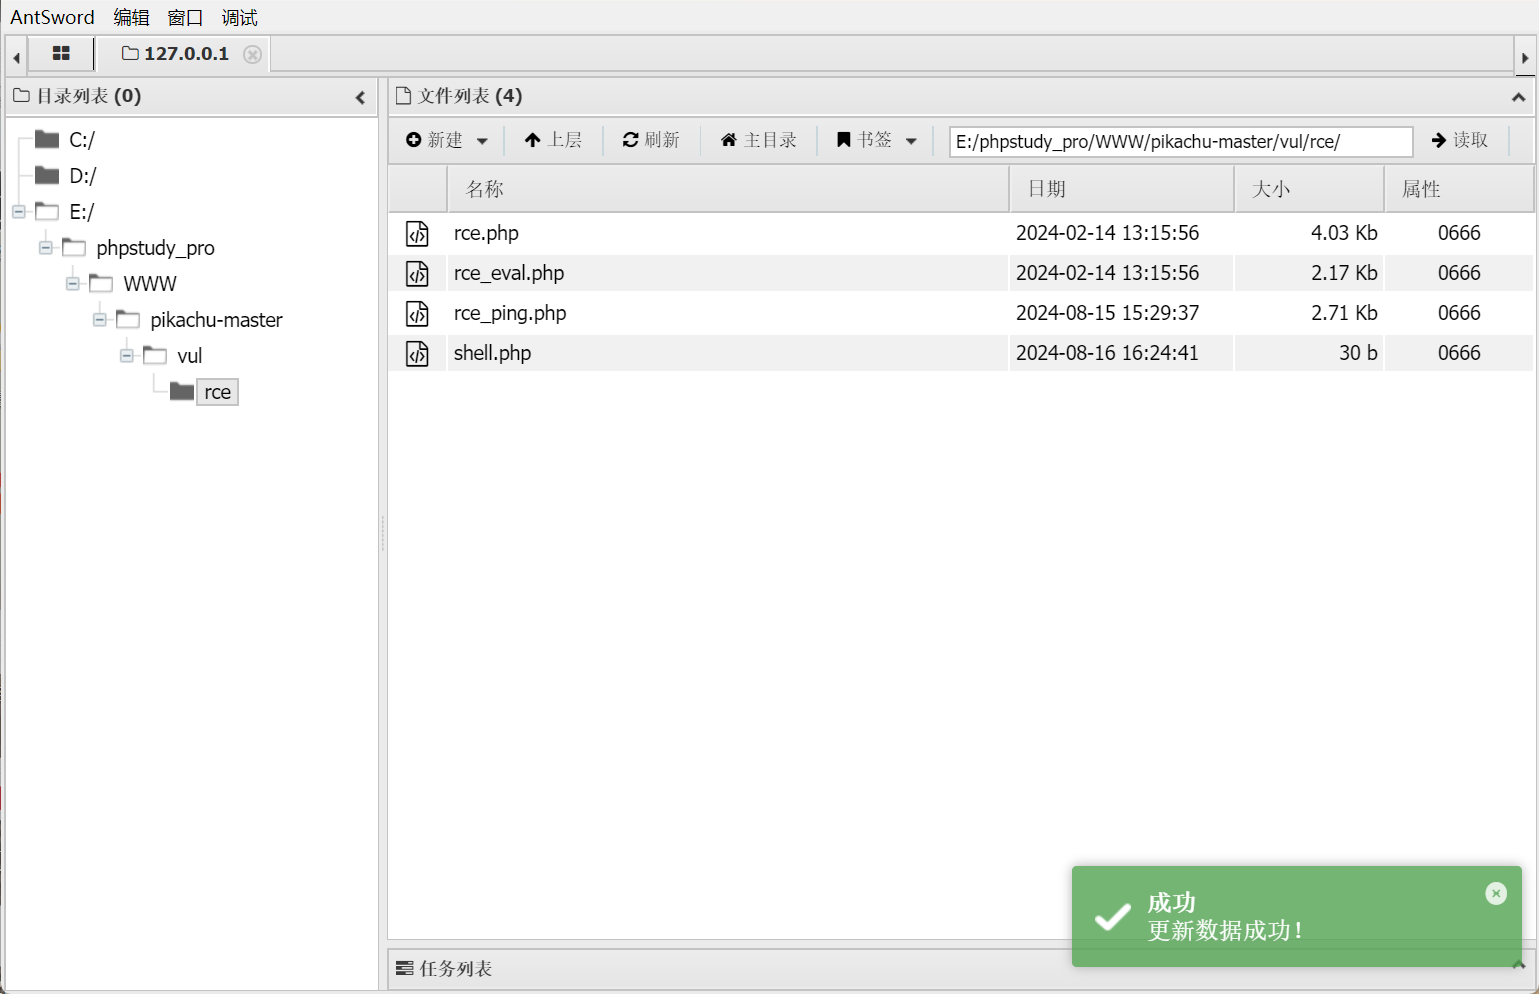 AntSword 编辑 窗口 调试
127.0.0.1
目录列表 (0)
文件列表 (4)
新建 上层 刷新 主目录 书签 E:/phpstudy_pro/WWW/pikachu-master/vul/rce/ 读取
C:/
D:/
E:/
phpstudy_pro
WWW
pikachu-master
vul
rce
名称 日期 大小 属性
rce.php 2024-02-14 13:15:56 4.03 Kb 0666
rce_eval.php 2024-02-14 13:15:56 2.17 Kb 0666
rce_ping.php 2024-08-15 15:29:37 2.71 Kb 0666
shell.php 2024-08-16 16:24:41 30 b 0666
成功
更新数据成功!
任务列表